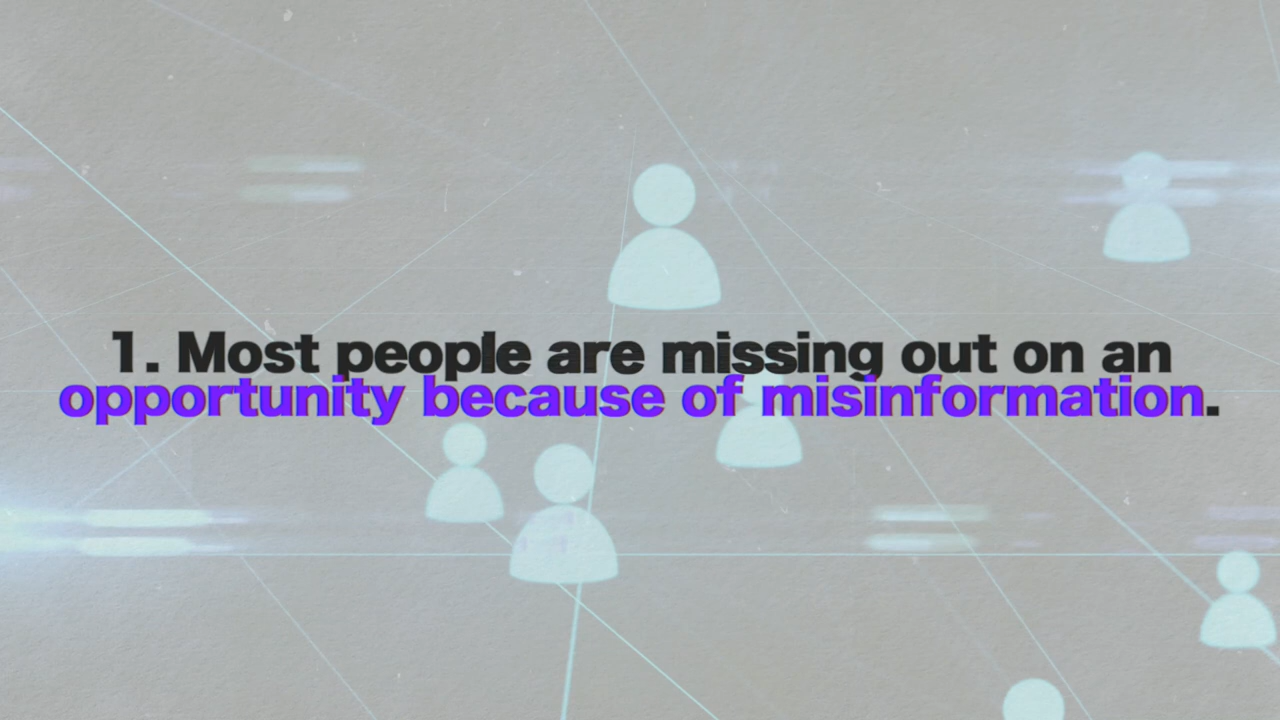 1. Most people are missing out on an
opportunity because of misinformation.